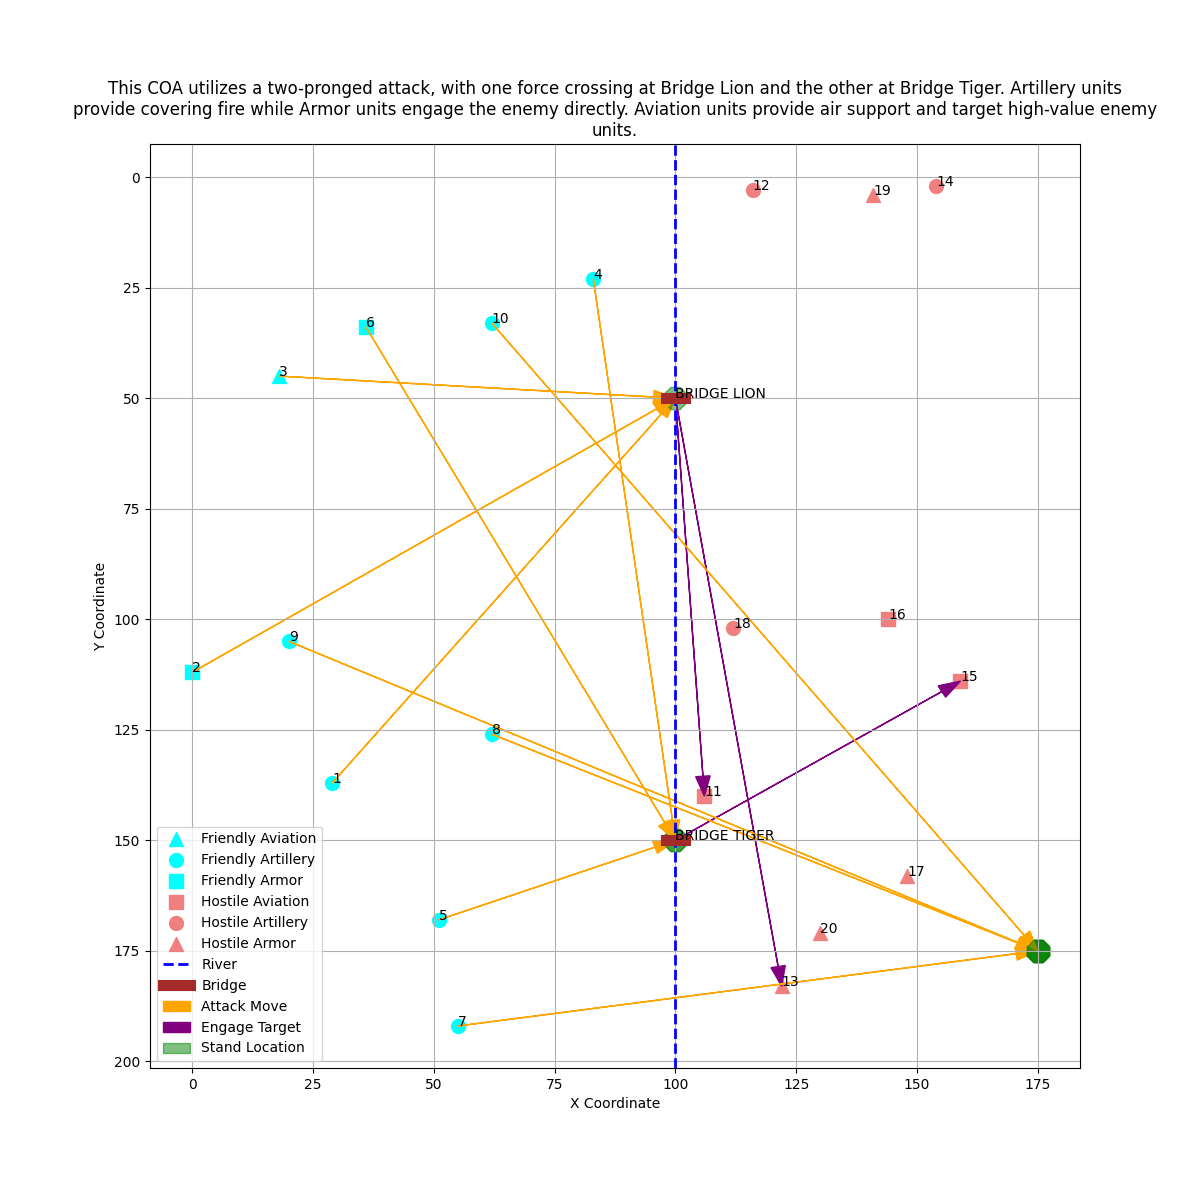 This COA utilizes a two-pronged attack, with one force crossing at Bridge Lion and the other at Bridge Tiger. Artillery units
provide covering fire while Armor units engage the enemy directly. Aviation units provide air support and target high-value enemy
units.
0
12
19
14
4
25
6
10
3
50
BRIDGE LION
75
Y Coordinate
100
16
18
9
2
15
125
8
1
11
150
BRIDGE TIGER
17
5
20
175
13
7
200
Friendly Aviation
Friendly Artillery
Friendly Armor
Hostile Aviation
Hostile Artillery
Hostile Armor
River
Bridge
Attack Move
Engage Target
Stand Location
0 25 50 75 100 125 150 175
X Coordinate